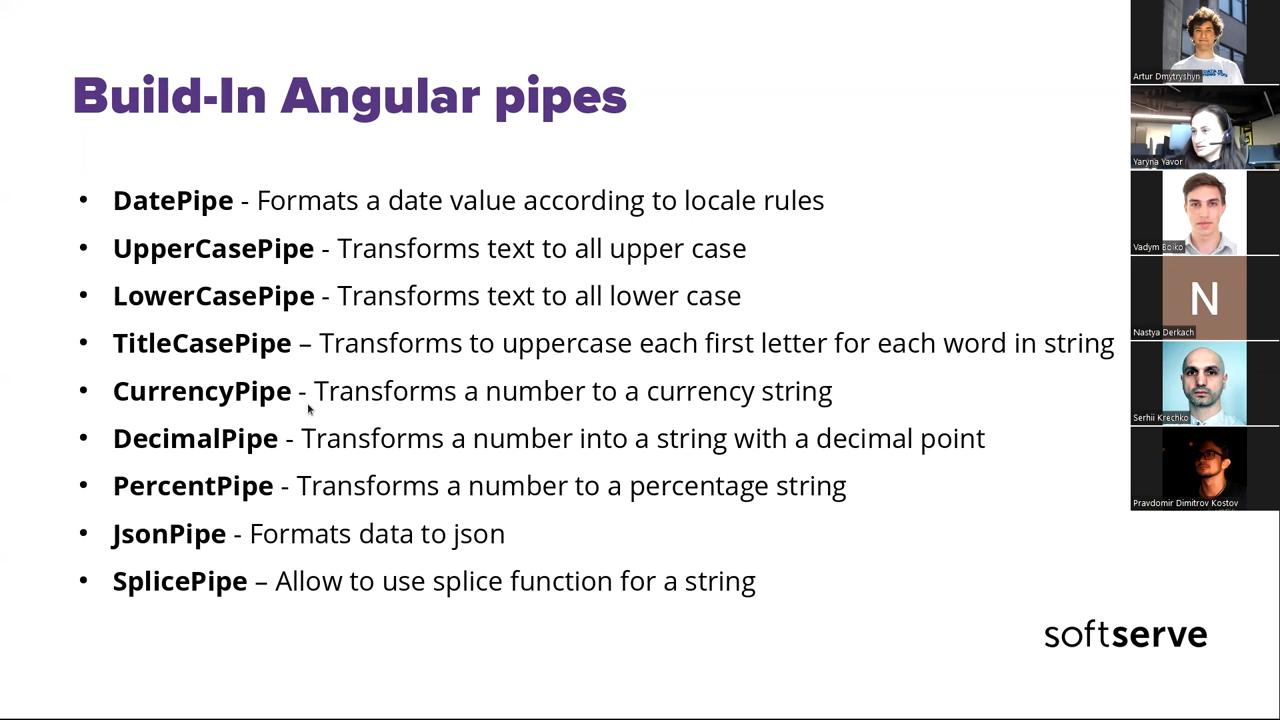 Build-In Angular pipes
• DatePipe - Formats a date value according to locale rules
• UpperCasePipe - Transforms text to all upper case
• LowerCasePipe - Transforms text to all lower case
• TitleCasePipe – Transforms to uppercase each first letter for each word in string
• CurrencyPipe - Transforms a number to a currency string
• DecimalPipe - Transforms a number into a string with a decimal point
• PercentPipe - Transforms a number to a percentage string
• JsonPipe - Formats data to json
• SplicePipe – Allow to use splice function for a string
softserve
Artur Dmytryshyn
Yaryna Yavor
Vadym Boiko
N
Nastya Derkach
Serhii Krechko
Pravdomir Dimitrov Kostov